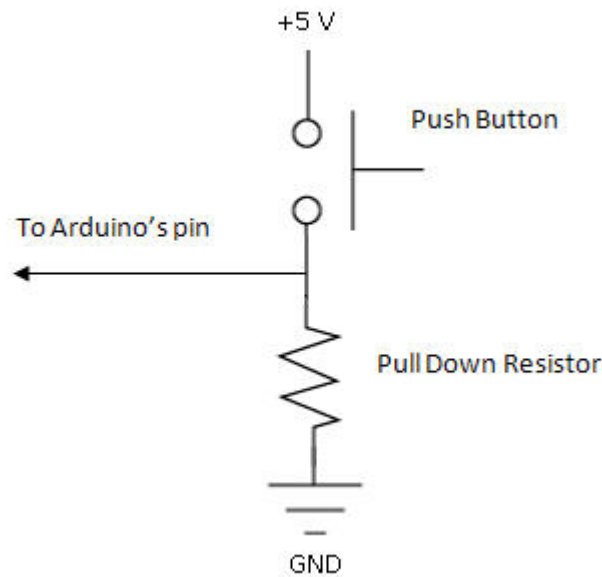 +5 V
Push Button
To Arduino's pin
Pull Down Resistor
GND